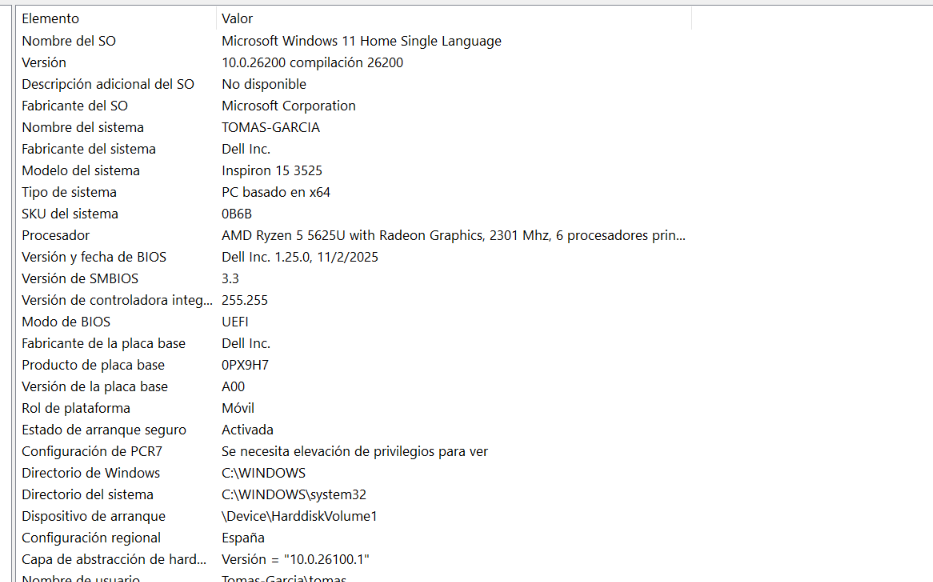 Elemento Valor
Nombre del SO Microsoft Windows 11 Home Single Language
Versión 10.0.26200 compilación 26200
Descripción adicional del SO No disponible
Fabricante del SO Microsoft Corporation
Nombre del sistema TOMAS-GARCIA
Fabricante del sistema Dell Inc.
Modelo del sistema Inspiron 15 3525
Tipo de sistema PC basado en x64
SKU del sistema 0B6B
Procesador AMD Ryzen 5 5625U with Radeon Graphics, 2301 Mhz, 6 procesadores prin...
Versión y fecha de BIOS Dell Inc. 1.25.0, 11/2/2025
Versión de SMBIOS 3.3
Versión de controladora integ... 255.255
Modo de BIOS UEFI
Fabricante de la placa base Dell Inc.
Producto de placa base 0PX9H7
Versión de la placa base A00
Rol de plataforma Móvil
Estado de arranque seguro Activada
Configuración de PCR7 Se necesita elevación de privilegios para ver
Directorio de Windows C:\WINDOWS
Directorio del sistema C:\WINDOWS\system32
Dispositivo de arranque \Device\HarddiskVolume1
Configuración regional España
Capa de abstracción de hard... Versión = "10.0.26100.1"
Nombre de usuario Tomas-Garcia\tomas